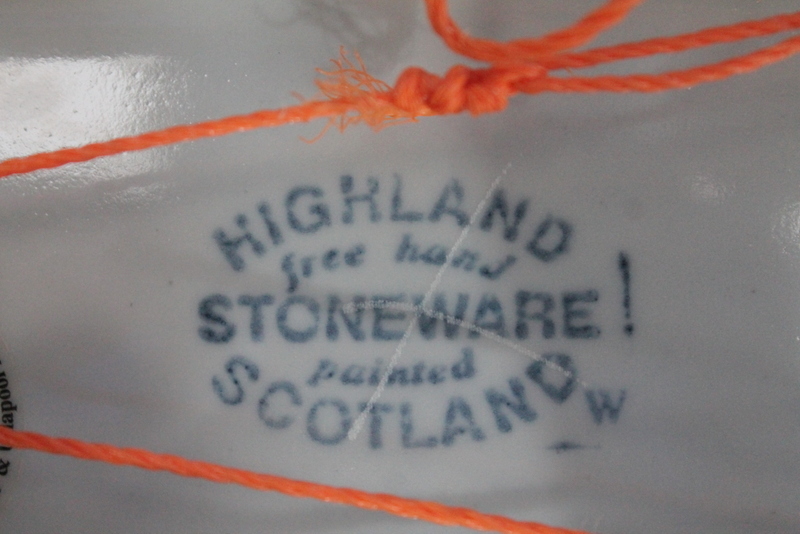 HIGHLAND
free hand
STONEWARE !
painted
SCOTLAND
W